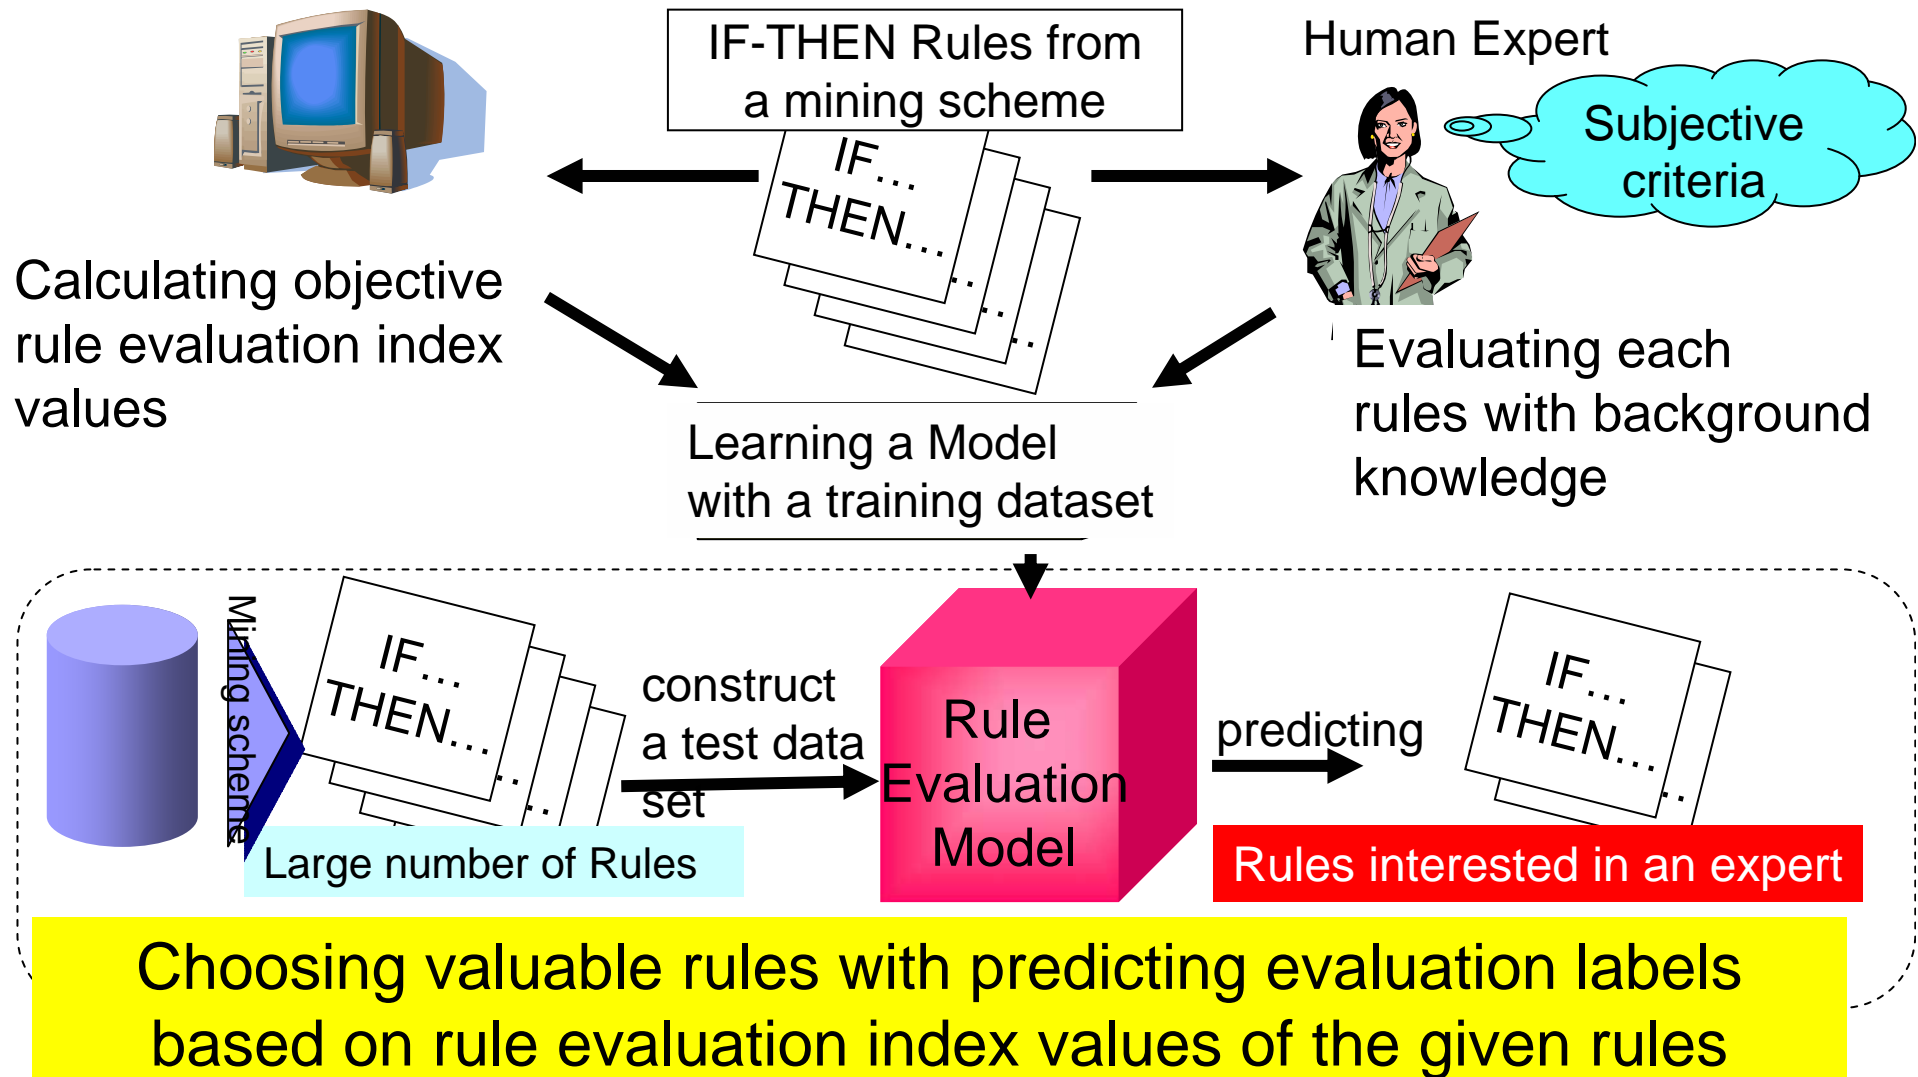 IF-THEN Rules from
a mining scheme
Human Expert
Subjective
criteria
IF…
THEN…
Calculating objective
rule evaluation index
values
Evaluating each
rules with background
knowledge
Learning a Model
with a training dataset
Mining scheme
IF…
THEN…
Large number of Rules
construct
a test data
set
Rule
Evaluation
Model
predicting
IF…
THEN…
Rules interested in an expert
Choosing valuable rules with predicting evaluation labels
based on rule evaluation index values of the given rules